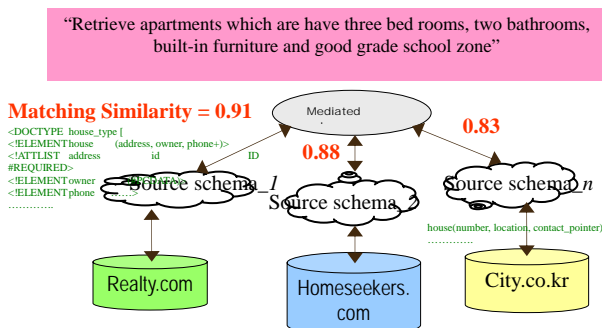 “Retrieve apartments which are have three bed rooms, two bathrooms,
built-in furniture and good grade school zone”
Matching Similarity = 0.91
Mediated
<DOCTYPE house_type [
<!ELEMENT house (address, owner, phone+)>
<!ATTLIST address id ID
#REQUIRED>
<!ELEMENT owner
<!ELEMENT phone …..>
………….
0.88
0.83
Source schema_1
Source schema_2
Source schema_n
house(number, location, contact_pointer)
………….
Realty.com
Homeseekers.
com
City.co.kr